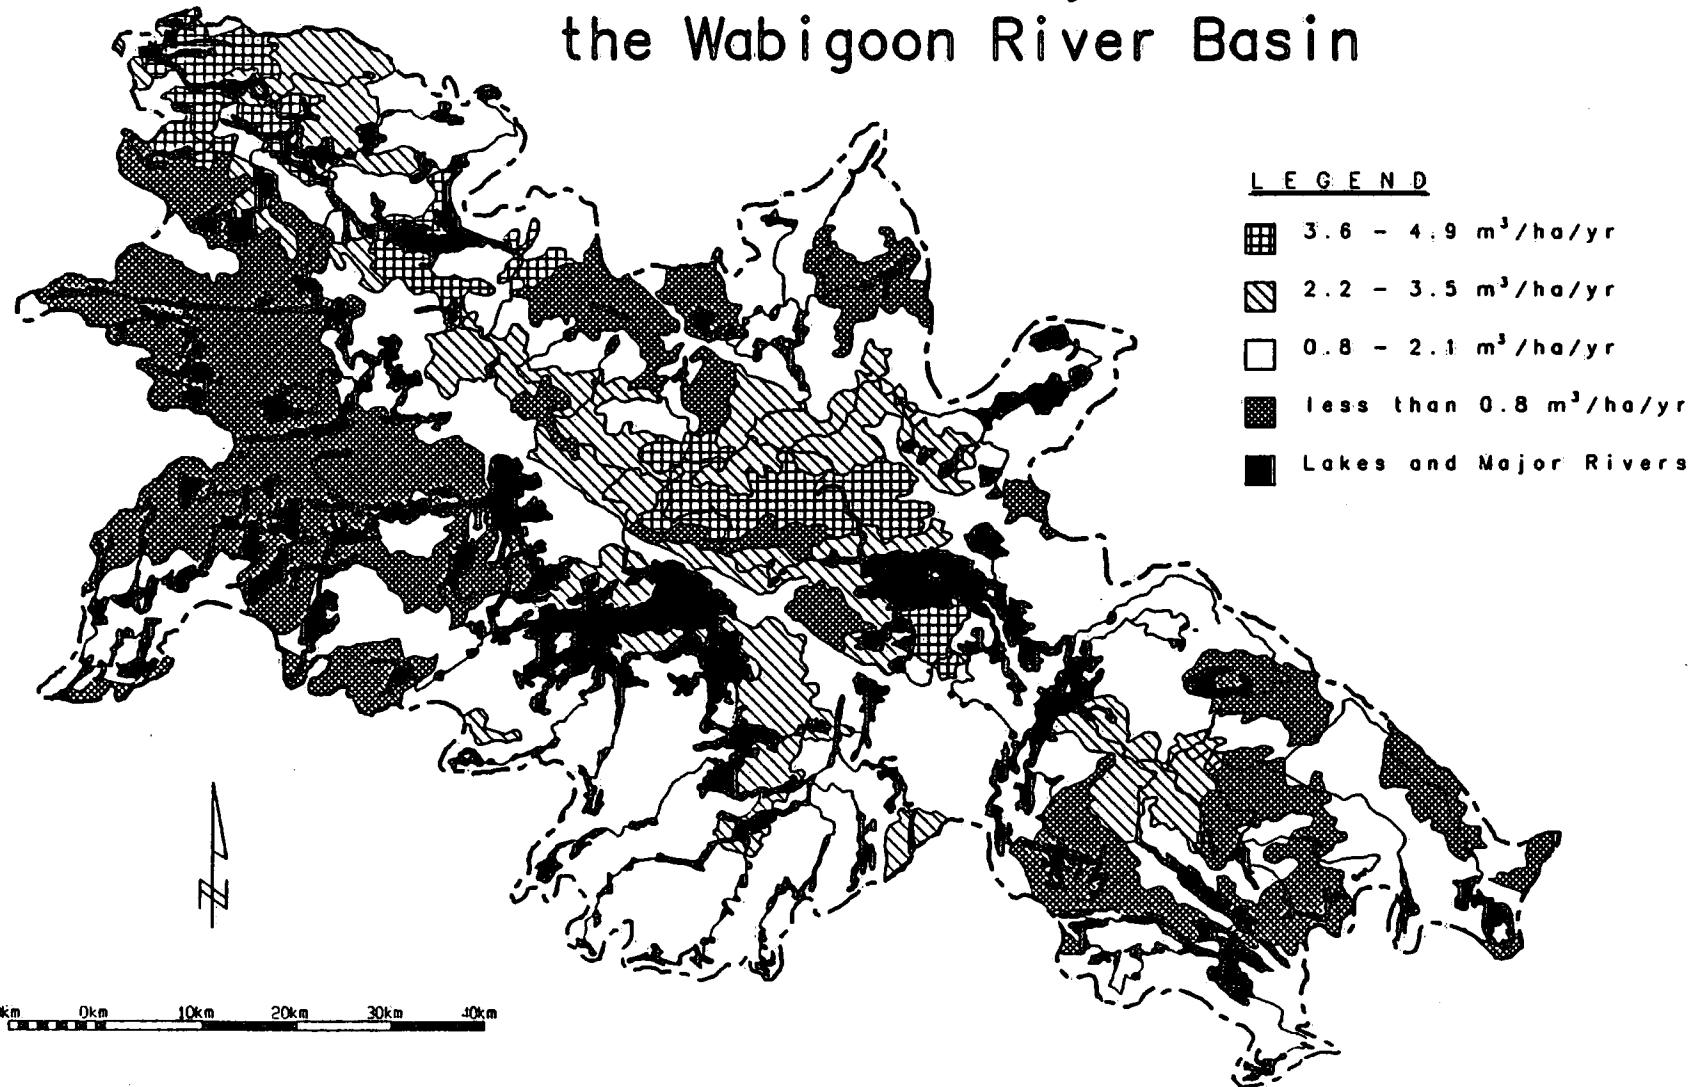 the Wabigoon River Basin
LEGEND
3.6 - 4.9 m³/ha/yr
2.2 - 3.5 m³/ha/yr
0.8 - 2.1 m³/ha/yr
less than 0.8 m³/ha/yr
Lakes and Major Rivers
0km 10km 20km 30km 40km
N